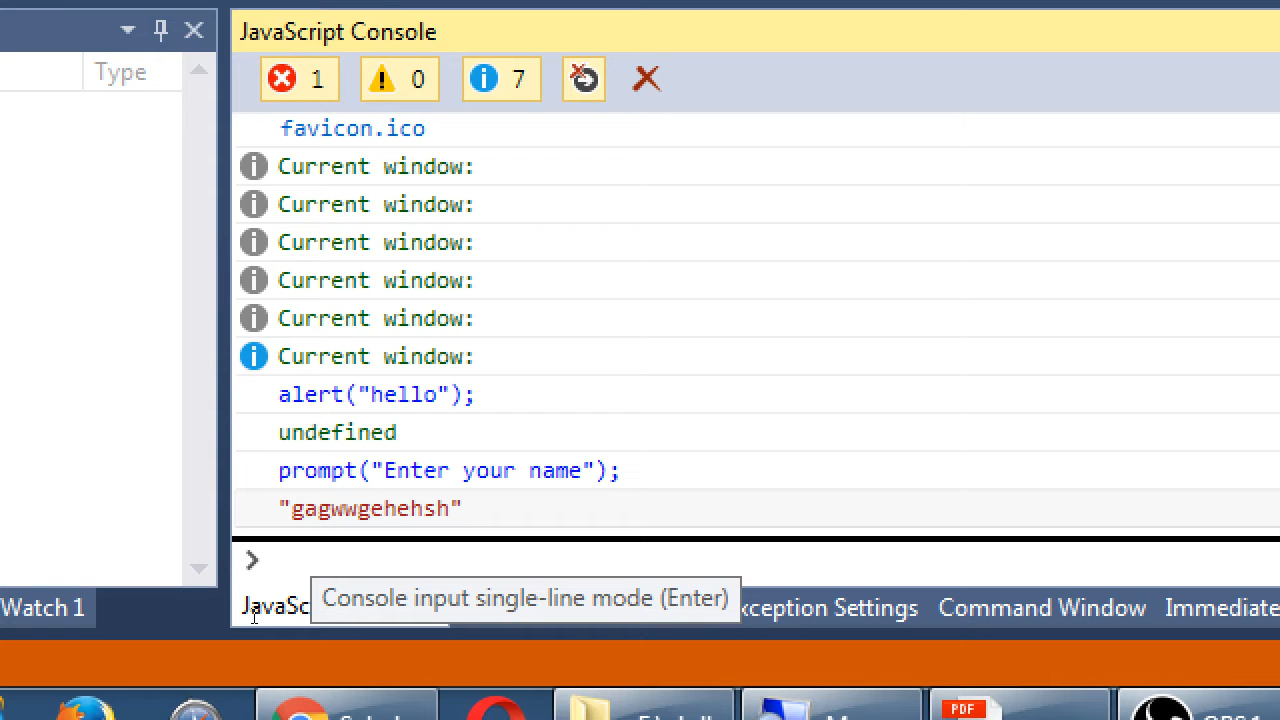 JavaScript Console
Type
1
0
7
favicon.ico
Current window:
Current window:
Current window:
Current window:
Current window:
Current window:
alert("hello");
undefined
prompt("Enter your name");
"gagwwgehehsh"
>
Console input single-line mode (Enter)
Watch 1
JavaSc
xception Settings
Command Window
Immediate
PDF